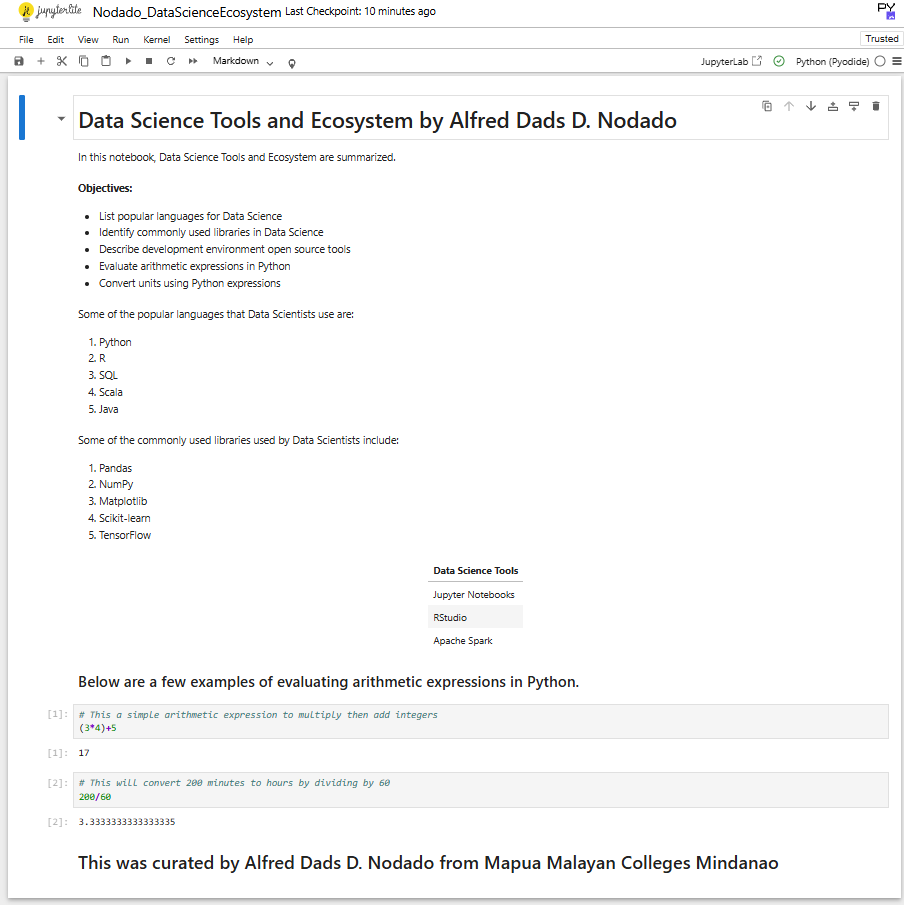 jupyterlite Nodado_DataScienceEcosystem Last Checkpoint: 10 minutes ago
PY
File Edit View Run Kernel Settings Help
Trusted
Markdown
JupyterLab
Python (Pyodide)
Data Science Tools and Ecosystem by Alfred Dads D. Nodado
In this notebook, Data Science Tools and Ecosystem are summarized.
Objectives:
• List popular languages for Data Science
• Identify commonly used libraries in Data Science
• Describe development environment open source tools
• Evaluate arithmetic expressions in Python
• Convert units using Python expressions
Some of the popular languages that Data Scientists use are:
1. Python
2. R
3. SQL
4. Scala
5. Java
Some of the commonly used libraries used by Data Scientists include:
1. Pandas
2. NumPy
3. Matplotlib
4. Scikit-learn
5. TensorFlow
Data Science Tools
Jupyter Notebooks
RStudio
Apache Spark
Below are a few examples of evaluating arithmetic expressions in Python.
[1]: # This a simple arithmetic expression to multiply then add integers
(3*4)+5
[1]: 17
[2]: # This will convert 200 minutes to hours by dividing by 60
200/60
[2]: 3.3333333333333335
This was curated by Alfred Dads D. Nodado from Mapua Malayan Colleges Mindanao